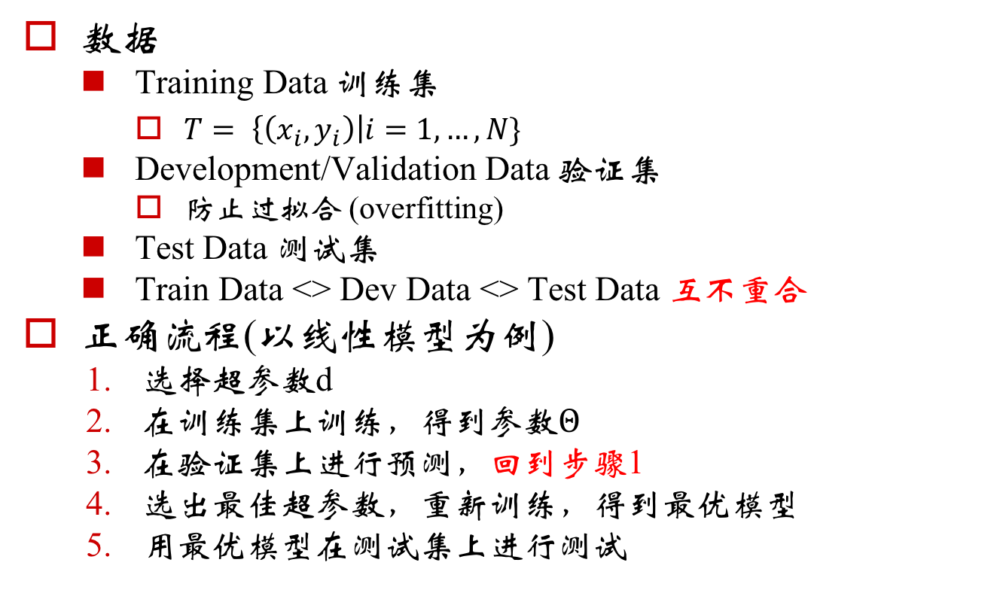 数据
Training Data 训练集
T = {(xᵢ, yᵢ)|i = 1, … , N}
Development/Validation Data 验证集
防止过拟合 (overfitting)
Test Data 测试集
Train Data <> Dev Data <> Test Data 互不重合
正确流程(以线性模型为例)
1. 选择超参数d
2. 在训练集上训练，得到参数Θ
3. 在验证集上进行预测，回到步骤1
4. 选出最佳超参数，重新训练，得到最优模型
5. 用最优模型在测试集上进行测试